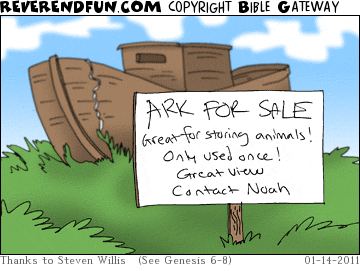 REVERENDFUN.COM COPYRIGHT BIBLE GATEWAY
ARK FOR SALE
Great for storing animals!
Only used once!
Great view
Contact Noah
Thanks to Steven Willis (See Genesis 6-8) 01-14-2011